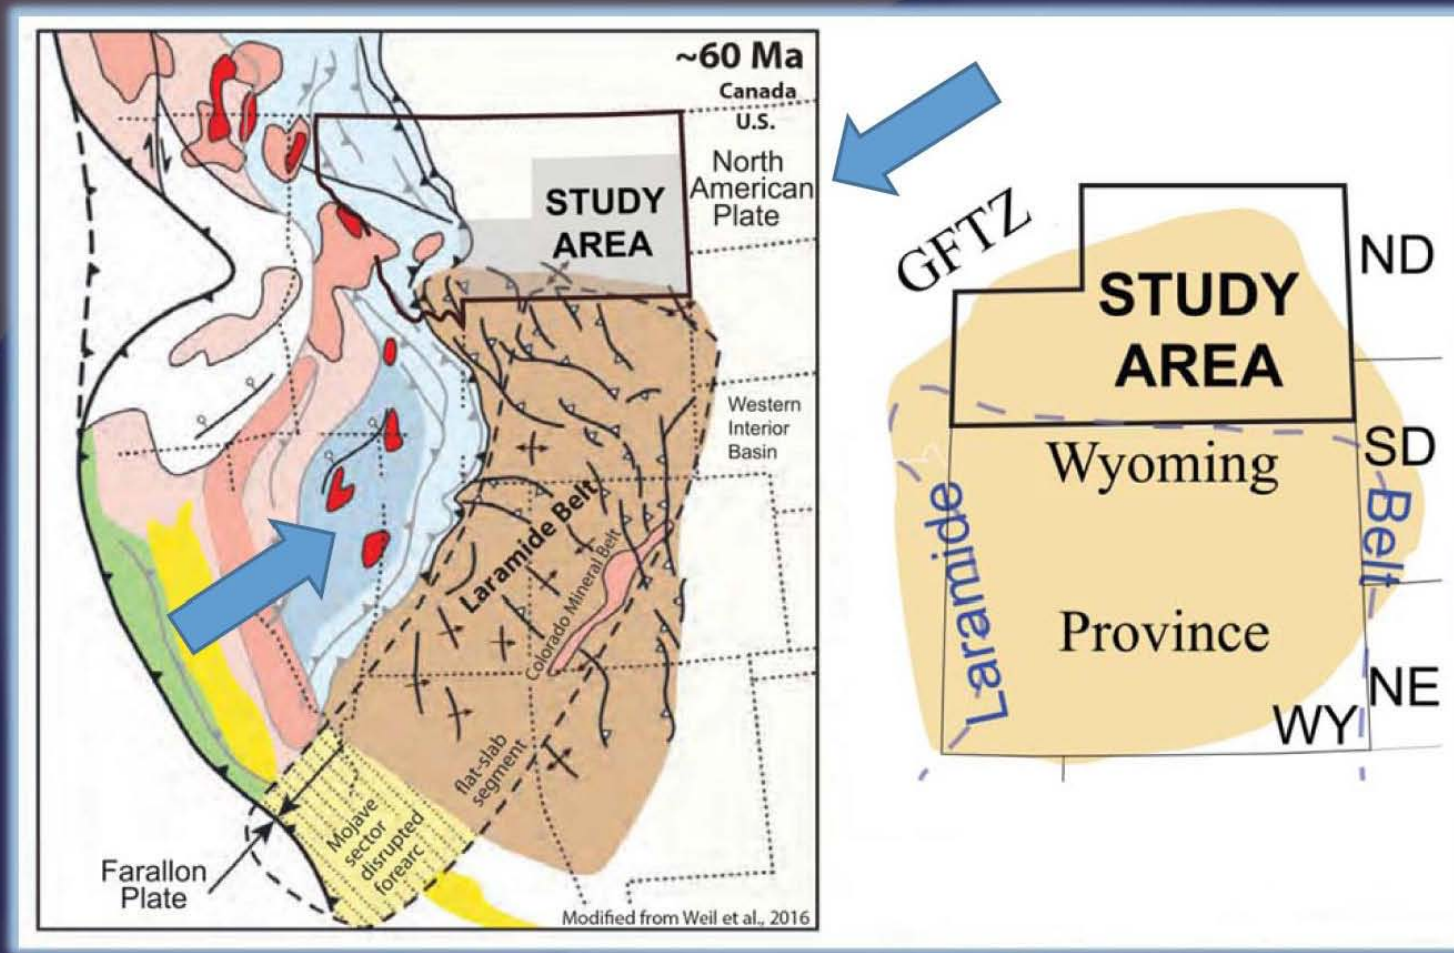 ~60 Ma
Canada
U.S.
North
American
Plate
STUDY
AREA
Western
Interior
Basin
Laramide Belt
Colorado Mineral Belt
flat-slab
segment
Mojave
sector
disrupted
forearc
Farallon
Plate
Modified from Weil et al., 2016
GFTZ
ND
STUDY
AREA
SD
Wyoming
Laramide
Belt
Province
NE
WY